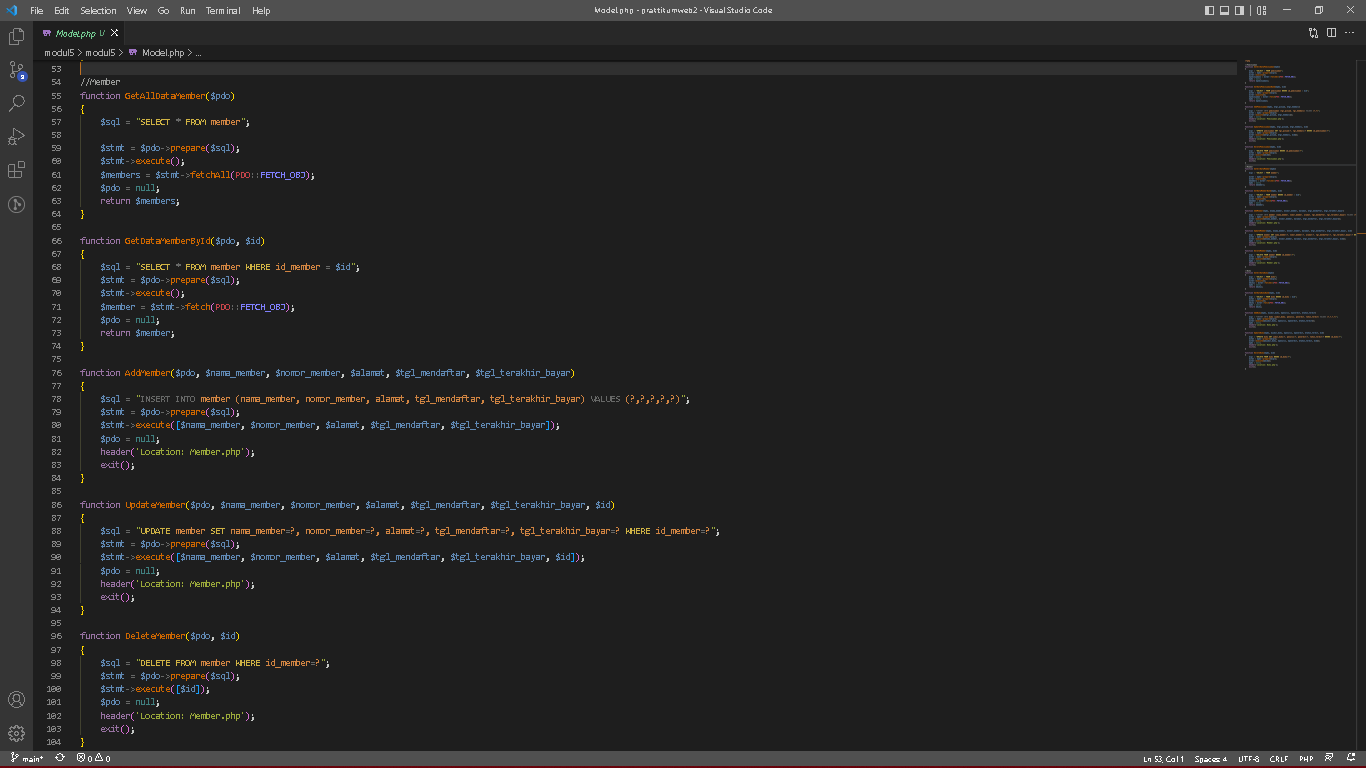 File Edit Selection View Go Run Terminal Help Model.php - praktikumweb2 - Visual Studio Code
Model.php U
modul5 > modul5 > Model.php > ...
53
54 //Member
55 function GetAllDataMember($pdo)
56 {
57 $sql = "SELECT * FROM member";
58
59 $stmt = $pdo->prepare($sql);
60 $stmt->execute();
61 $members = $stmt->fetchAll(PDO::FETCH_OBJ);
62 $pdo = null;
63 return $members;
64 }
65
66 function GetDataMemberById($pdo, $id)
67 {
68 $sql = "SELECT * FROM member WHERE id_member = $id";
69 $stmt = $pdo->prepare($sql);
70 $stmt->execute();
71 $member = $stmt->fetch(PDO::FETCH_OBJ);
72 $pdo = null;
73 return $member;
74 }
75
76 function AddMember($pdo, $nama_member, $nomor_member, $alamat, $tgl_mendaftar, $tgl_terakhir_bayar)
77 {
78 $sql = "INSERT INTO member (nama_member, nomor_member, alamat, tgl_mendaftar, tgl_terakhir_bayar) VALUES (?,?,?,?,?)";
79 $stmt = $pdo->prepare($sql);
80 $stmt->execute([$nama_member, $nomor_member, $alamat, $tgl_mendaftar, $tgl_terakhir_bayar]);
81 $pdo = null;
82 header('Location: Member.php');
83 exit();
84 }
85
86 function UpdateMember($pdo, $nama_member, $nomor_member, $alamat, $tgl_mendaftar, $tgl_terakhir_bayar, $id)
87 {
88 $sql = "UPDATE member SET nama_member=?, nomor_member=?, alamat=?, tgl_mendaftar=?, tgl_terakhir_bayar=? WHERE id_member=?";
89 $stmt = $pdo->prepare($sql);
90 $stmt->execute([$nama_member, $nomor_member, $alamat, $tgl_mendaftar, $tgl_terakhir_bayar, $id]);
91 $pdo = null;
92 header('Location: Member.php');
93 exit();
94 }
95
96 function DeleteMember($pdo, $id)
97 {
98 $sql = "DELETE FROM member WHERE id_member=?";
99 $stmt = $pdo->prepare($sql);
100 $stmt->execute([$id]);
101 $pdo = null;
102 header('Location: Member.php');
103 exit();
104 }
main* 0 0 Ln 53, Col 1 Spaces: 4 UTF-8 CRLF PHP